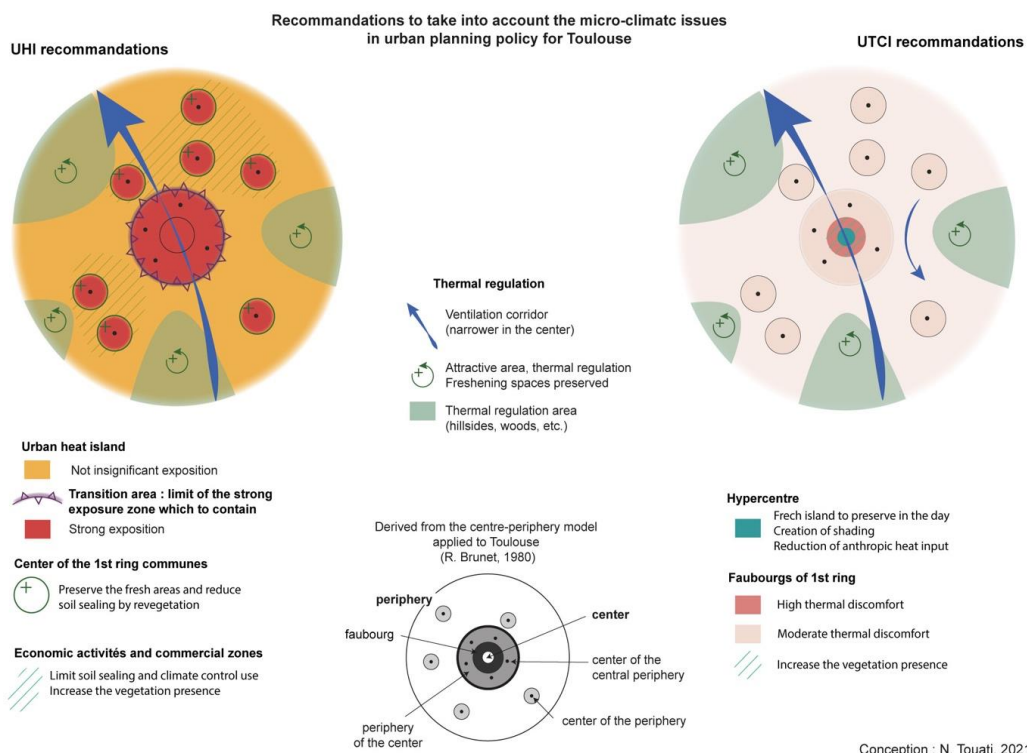 Recommandations to take into account the micro-climatc issues
in urban planning policy for Toulouse
UHI recommandations
UTCI recommandations
Thermal regulation
Ventilation corridor
(narrower in the center)
Attractive area, thermal regulation
Freshening spaces preserved
Thermal regulation area
(hillsides, woods, etc.)
Urban heat island
Not insignificant exposition
Transition area : limit of the strong
exposure zone which to contain
Strong exposition
Center of the 1st ring communes
Preserve the fresh areas and reduce
soil sealing by revegetation
Economic activités and commercial zones
Limit soil sealing and climate control use
Increase the vegetation presence
Derived from the centre-periphery model
applied to Toulouse
(R. Brunet, 1980)
periphery
faubourg
center
center of the
central periphery
periphery
of the center
center of the periphery
Hypercentre
Frech island to preserve in the day
Creation of shading
Reduction of anthropic heat input
Faubourgs of 1st ring
High thermal discomfort
Moderate thermal discomfort
Increase the vegetation presence
Conception : N. Touati, 2021